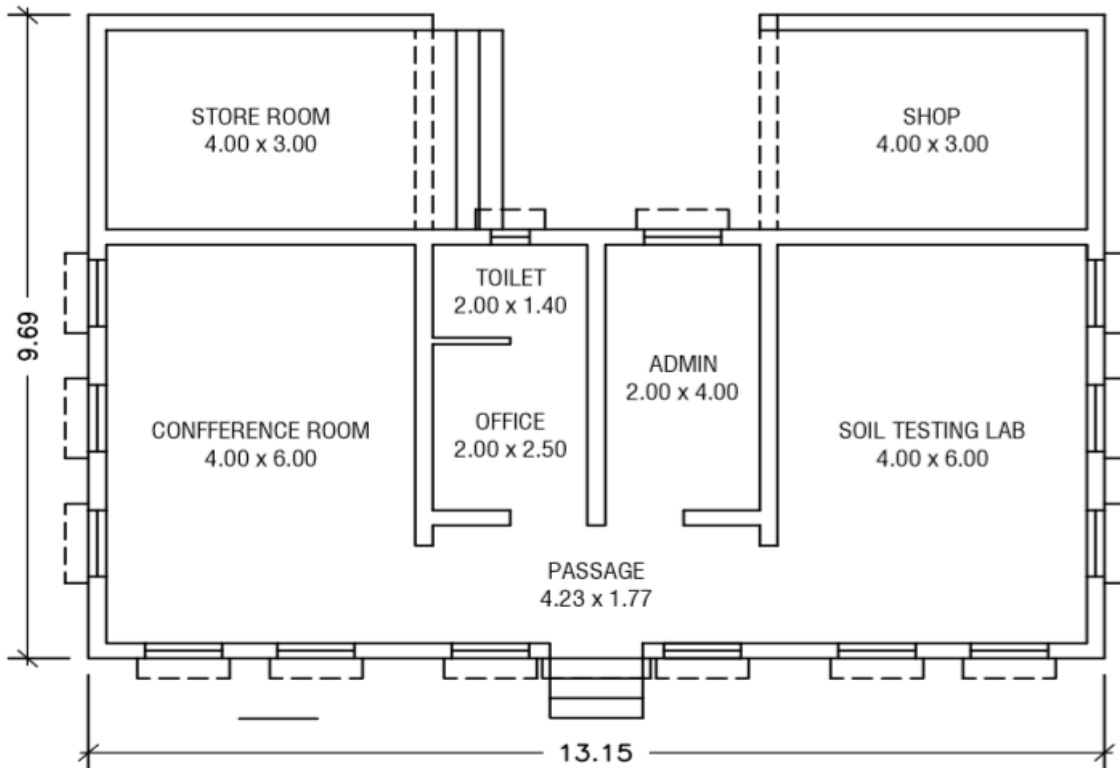 STORE ROOM
4.00 x 3.00
SHOP
4.00 x 3.00
TOILET
2.00 x 1.40
9.69
ADMIN
2.00 x 4.00
CONFFERENCE ROOM
4.00 x 6.00
OFFICE
2.00 x 2.50
SOIL TESTING LAB
4.00 x 6.00
PASSAGE
4.23 x 1.77
13.15